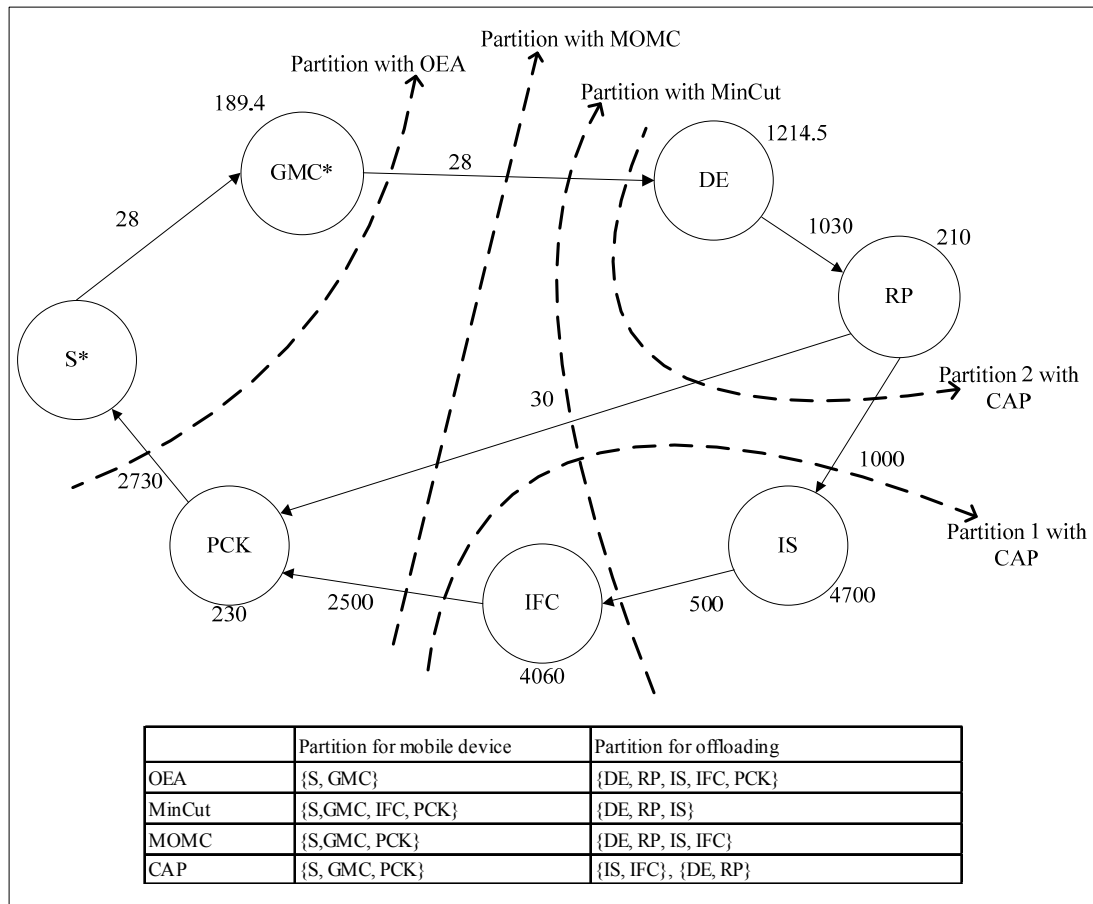 Partition with MOMC
Partition with OEA
Partition with MinCut
189.4
1214.5
GMC*
28
DE
28
1030
210
RP
S*
Partition 2 with
CAP
30
2730
1000
Partition 1 with
CAP
PCK
IS
IFC
2500
500
4700
230
4060
Partition for mobile device Partition for offloading
OEA {S, GMC} {DE, RP, IS, IFC, PCK}
MinCut {S,GMC, IFC, PCK} {DE, RP, IS}
MOMC {S,GMC, PCK} {DE, RP, IS, IFC}
CAP {S, GMC, PCK} {IS, IFC}, {DE, RP}